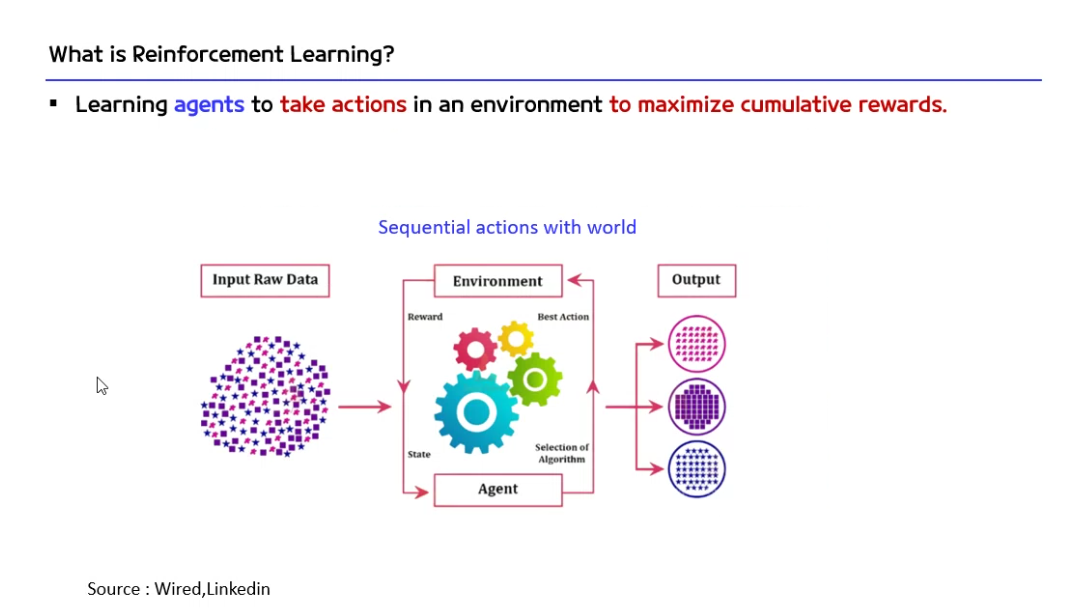 What is Reinforcement Learning?
▪ Learning agents to take actions in an environment to maximize cumulative rewards.
Sequential actions with world
Input Raw Data
Environment
Output
Reward
Best Action
State
Selection of
Algorithm
Agent
Source : Wired,Linkedin